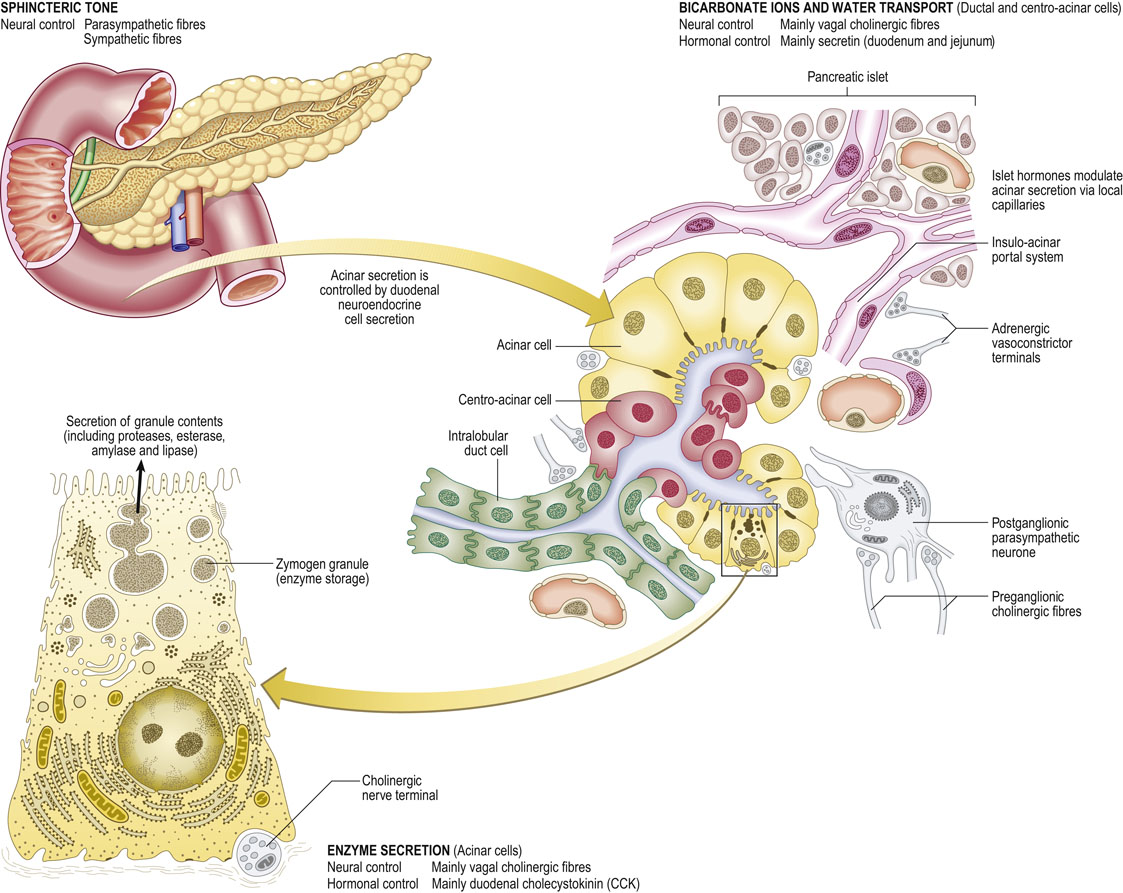 SPHINCTERIC TONE
Neural control Parasympathetic fibres
Sympathetic fibres
BICARBONATE IONS AND WATER TRANSPORT (Ductal and centro-acinar cells)
Neural control Mainly vagal cholinergic fibres
Hormonal control Mainly secretin (duodenum and jejunum)
Pancreatic islet
Islet hormones modulate
acinar secretion via local
capillaries
Insulo-acinar
portal system
Acinar secretion is
controlled by duodenal
neuroendocrine
cell secretion
Adrenergic
vasoconstrictor
terminals
Acinar cell
Centro-acinar cell
Intralobular
duct cell
Secretion of granule contents
(including proteases, esterase,
amylase and lipase)
Zymogen granule
(enzyme storage)
Postganglionic
parasympathetic
neurone
Preganglionic
cholinergic fibres
Cholinergic
nerve terminal
ENZYME SECRETION (Acinar cells)
Neural control Mainly vagal cholinergic fibres
Hormonal control Mainly duodenal cholecystokinin (CCK)